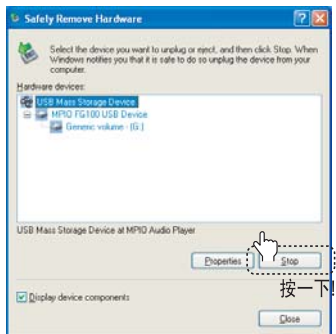 Safely Remove Hardware
Select the device you want to unplug or eject, and then click Stop. When
Windows notifies you that it is safe to do so unplug the device from your
computer.
Hardware devices:
USB Mass Storage Device
MPIO FG100 USB Device
Generic volume - (G:)
USB Mass Storage Device at MPIO Audio Player
Properties
Stop
按一下!
Display device components
Close